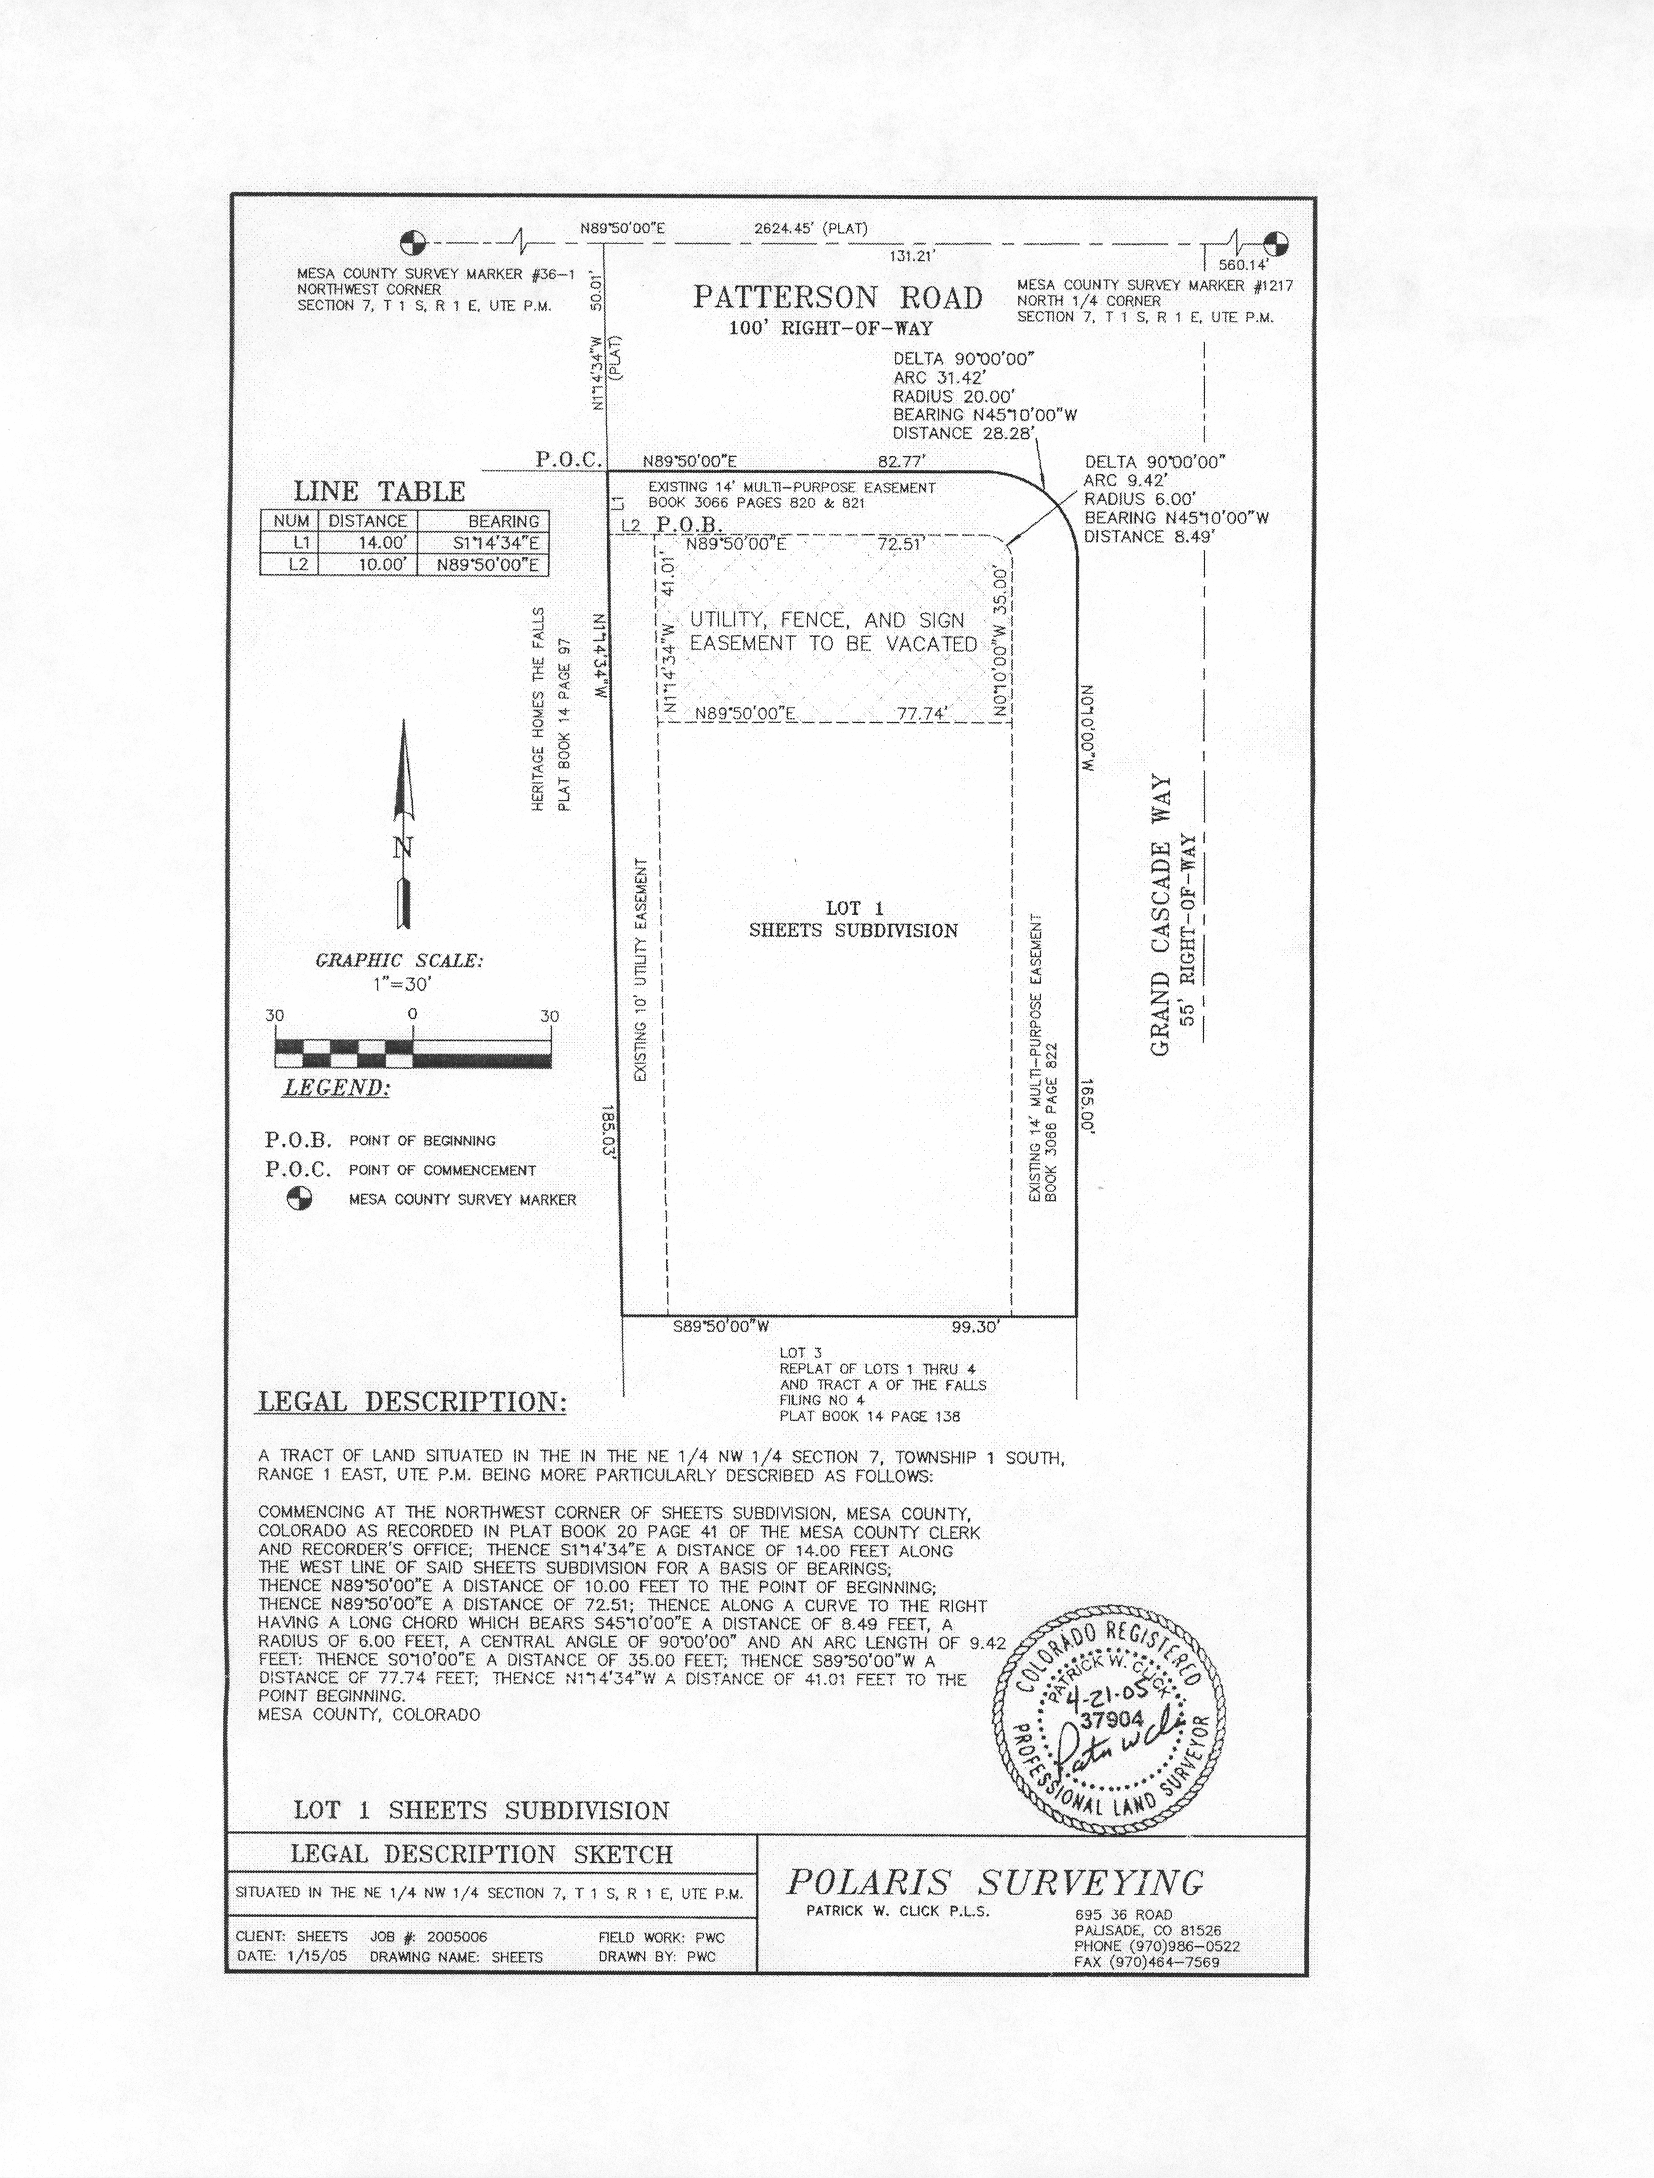 N89°50'00"E 2624.45' (PLAT)
131.21'
560.14'
MESA COUNTY SURVEY MARKER #36-1
NORTHWEST CORNER
SECTION 7, T 1 S, R 1 E, UTE P.M.
N1°14'34"W 50.01'
(PLAT)
PATTERSON ROAD
100' RIGHT-OF-WAY
MESA COUNTY SURVEY MARKER #1217
NORTH 1/4 CORNER
SECTION 7, T 1 S, R 1 E, UTE P.M.
DELTA 90°00'00"
ARC 31.42'
RADIUS 20.00'
BEARING N45°10'00"W
DISTANCE 28.28'
P.O.C.
N89°50'00"E 82.77'
DELTA 90°00'00"
ARC 9.42'
RADIUS 6.00'
BEARING N45°10'00"W
DISTANCE 8.49'
LINE TABLE
NUM DISTANCE BEARING
L1 14.00' S1°14'34"E
L2 10.00' N89°50'00"E
EXISTING 14' MULTI-PURPOSE EASEMENT
BOOK 3066 PAGES 820 & 821
L1
L2 P.O.B.
N89°50'00"E 72.51'
N1°14'34"W 41.01'
UTILITY, FENCE, AND SIGN
EASEMENT TO BE VACATED
N0°10'00"W 35.00'
N89°50'00"E 77.74'
HERITAGE HOMES THE FALLS
PLAT BOOK 14 PAGE 97
N1°14'34"W
185.03'
N0°10'00"W
165.00'
GRAND CASCADE WAY
55' RIGHT-OF-WAY
N
LOT 1
SHEETS SUBDIVISION
EXISTING 10' UTILITY EASEMENT
EXISTING 14' MULTI-PURPOSE EASEMENT
BOOK 3066 PAGE 822
GRAPHIC SCALE:
1"=30'
30 0 30
LEGEND:
P.O.B. POINT OF BEGINNING
P.O.C. POINT OF COMMENCEMENT
MESA COUNTY SURVEY MARKER
S89°50'00"W 99.30'
LOT 3
REPLAT OF LOTS 1 THRU 4
AND TRACT A OF THE FALLS
FILING NO 4
PLAT BOOK 14 PAGE 138
LEGAL DESCRIPTION:
A TRACT OF LAND SITUATED IN THE IN THE NE 1/4 NW 1/4 SECTION 7, TOWNSHIP 1 SOUTH,
RANGE 1 EAST, UTE P.M. BEING MORE PARTICULARLY DESCRIBED AS FOLLOWS:
COMMENCING AT THE NORTHWEST CORNER OF SHEETS SUBDIVISION, MESA COUNTY,
COLORADO AS RECORDED IN PLAT BOOK 20 PAGE 41 OF THE MESA COUNTY CLERK
AND RECORDER'S OFFICE; THENCE S1°14'34"E A DISTANCE OF 14.00 FEET ALONG
THE WEST LINE OF SAID SHEETS SUBDIVISION FOR A BASIS OF BEARINGS;
THENCE N89°50'00"E A DISTANCE OF 10.00 FEET TO THE POINT OF BEGINNING;
THENCE N89°50'00"E A DISTANCE OF 72.51; THENCE ALONG A CURVE TO THE RIGHT
HAVING A LONG CHORD WHICH BEARS S45°10'00"E A DISTANCE OF 8.49 FEET, A
RADIUS OF 6.00 FEET, A CENTRAL ANGLE OF 90°00'00" AND AN ARC LENGTH OF 9.42
FEET: THENCE S0°10'00"E A DISTANCE OF 35.00 FEET; THENCE S89°50'00"W A
DISTANCE OF 77.74 FEET; THENCE N1°14'34"W A DISTANCE OF 41.01 FEET TO THE
POINT BEGINNING.
MESA COUNTY, COLORADO
COLORADO REGISTERED
PATRICK W. CLICK
4-21-05
37904
PROFESSIONAL LAND SURVEYOR
LOT 1 SHEETS SUBDIVISION
LEGAL DESCRIPTION SKETCH
SITUATED IN THE NE 1/4 NW 1/4 SECTION 7, T 1 S, R 1 E, UTE P.M.
CLIENT: SHEETS JOB #: 2005006 FIELD WORK: PWC
DATE: 1/15/05 DRAWING NAME: SHEETS DRAWN BY: PWC
POLARIS SURVEYING
PATRICK W. CLICK P.L.S.
695 36 ROAD
PALISADE, CO 81526
PHONE (970)986-0522
FAX (970)464-7569